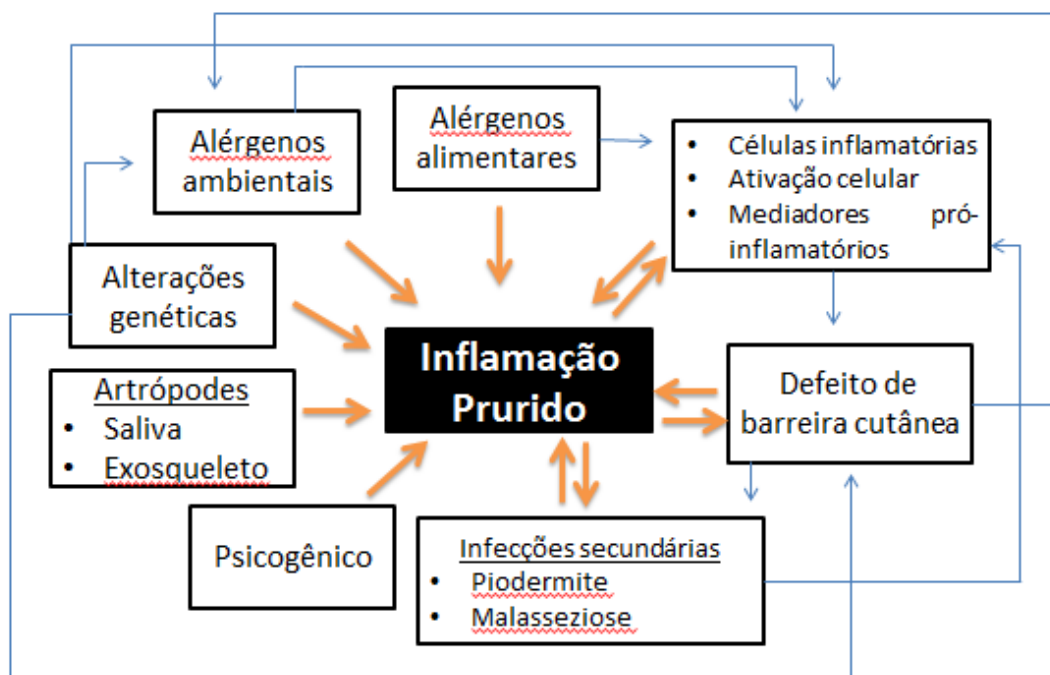 Alérgenos
ambientais
Alérgenos
alimentares
• Células inflamatórias
• Ativação celular
• Mediadores pró-
inflamatórios
Alterações
genéticas
Inflamação
Prurido
Defeito de
barreira cutânea
Artrópodes
• Saliva
• Exosqueleto
Psicogênico
Infecções secundárias
• Piodermite
• Malasseziose